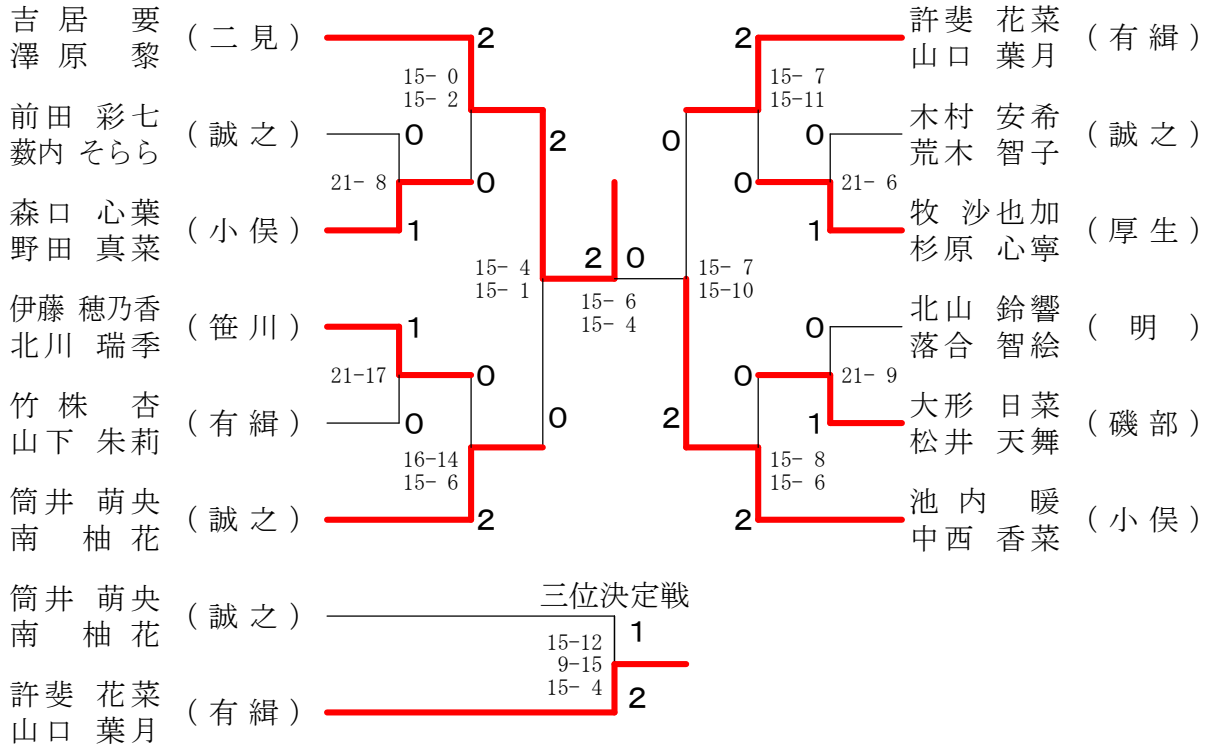 吉居 要
澤原 黎
(二見)
2
15- 0
15- 2
前田 彩七
薮内 そらら
(誠之)
0
21- 8
0
森口 心葉
野田 真菜
(小俣)
1
2
15- 4
15- 1
伊藤 穂乃香
北川 瑞季
(笹川)
1
21-17
0
竹株 杏
山下 朱莉
(有緝)
0
0
16-14
15- 6
筒井 萌央
南 柚花
(誠之)
2
2 0
15- 6
15- 4
許斐 花菜
山口 葉月
(有緝)
2
15- 7
15-11
木村 安希
荒木 智子
(誠之)
0
21- 6
0
牧 沙也加
杉原 心寧
(厚生)
1
0
15- 7
15-10
北山 鈴響
落合 智絵
(明)
0
21- 9
0
大形 日菜
松井 天舞
(磯部)
1
2
15- 8
15- 6
池内 暖
中西 香菜
(小俣)
2
三位決定戦
筒井 萌央
南 柚花
(誠之)
1
15-12
9-15
15- 4
許斐 花菜
山口 葉月
(有緝)
2